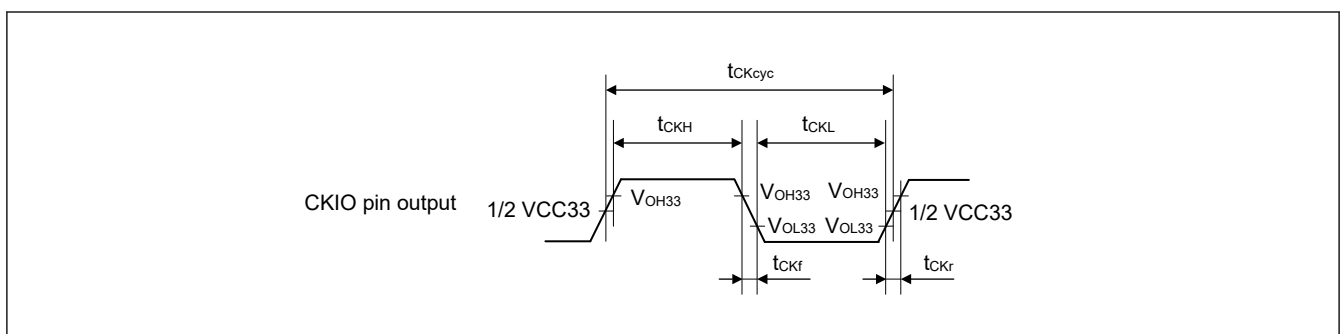 tCKcyc
tCKH
tCKL
CKIO pin output
1/2 VCC33
VOH33
VOH33
VOH33
1/2 VCC33
VOL33
VOL33
tCKf
tCKr